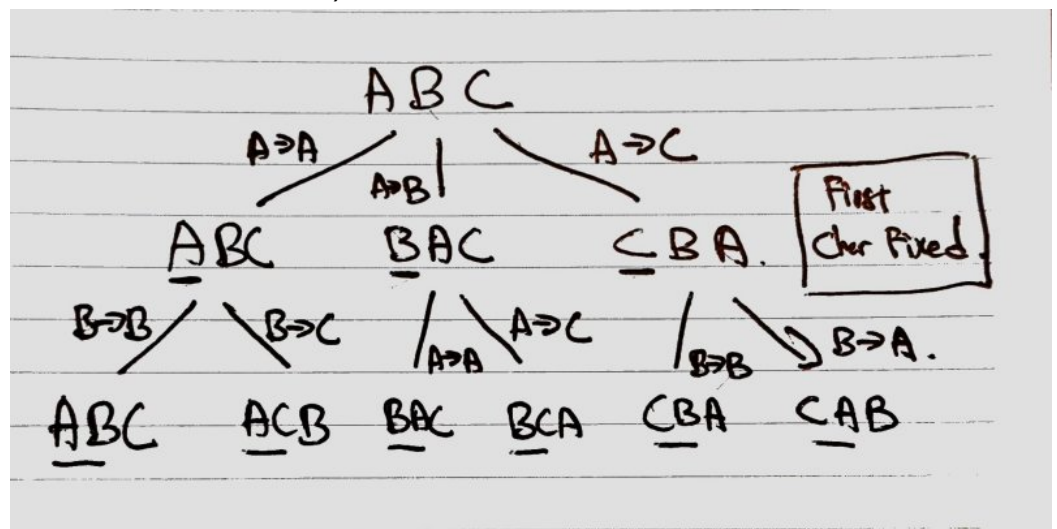 ABC
A→A
A→B
A→C
First
Char Fixed.
ABC
BAC
CBA.
B→B
B→C
A→A
A→C
B→B
B→A.
ABC
ACB
BAC
BCA
CBA
CAB